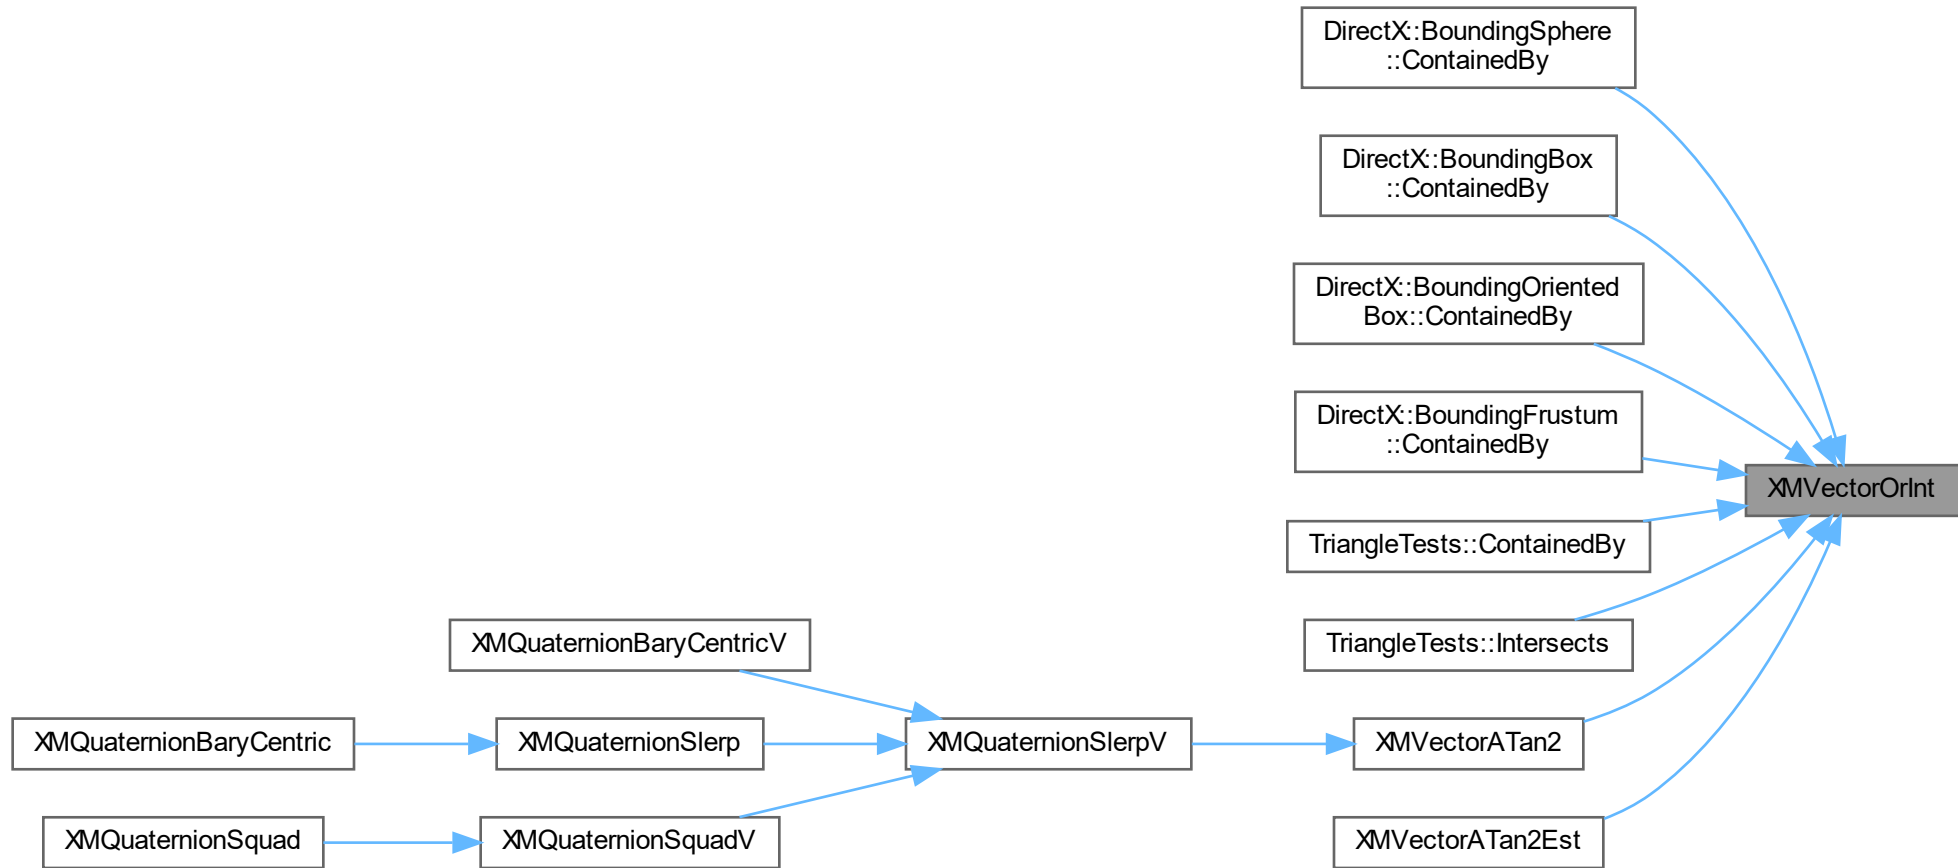 DirectX::BoundingSphere
::ContainedBy
DirectX::BoundingBox
::ContainedBy
DirectX::BoundingOriented
Box::ContainedBy
DirectX::BoundingFrustum
::ContainedBy
XMVectorOrInt
TriangleTests::ContainedBy
TriangleTests::Intersects
XMQuaternionBaryCentricV
XMQuaternionBaryCentric
XMQuaternionSlerp
XMQuaternionSlerpV
XMVectorATan2
XMQuaternionSquad
XMQuaternionSquadV
XMVectorATan2Est